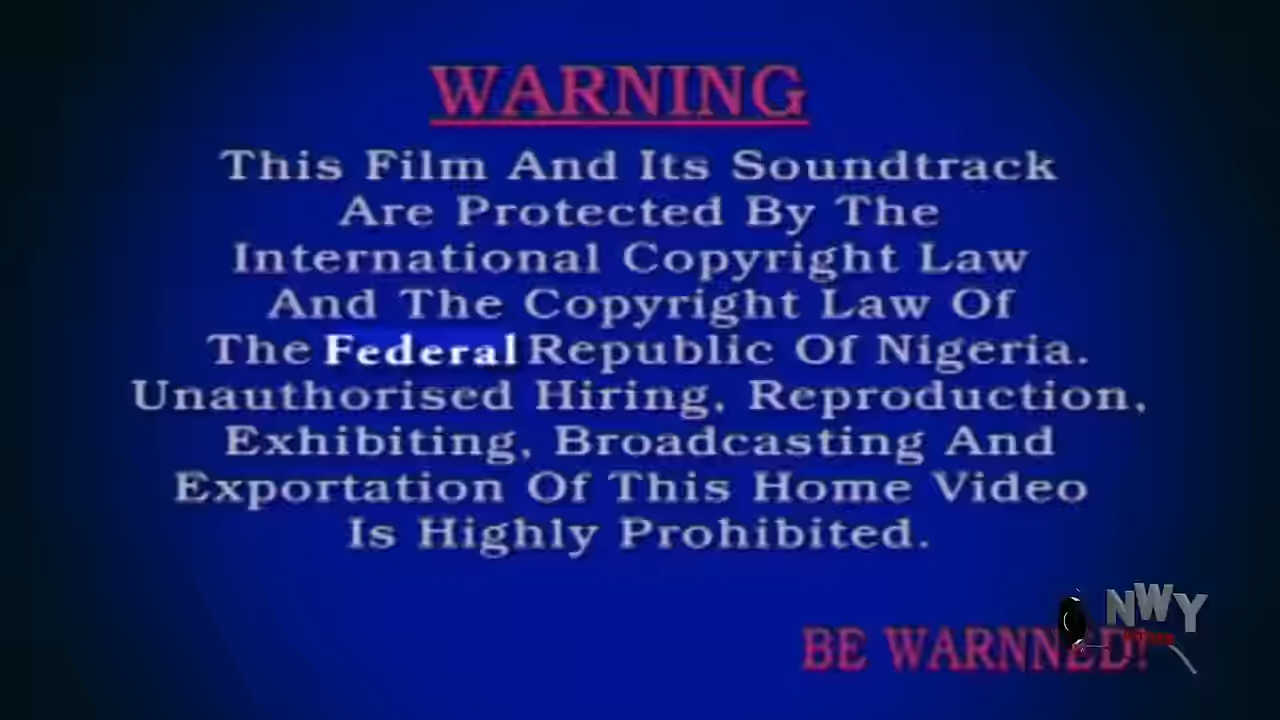 WARNING
This Film And Its Soundtrack
Are Protected By The
International Copyright Law
And The Copyright Law Of
The Federal Republic Of Nigeria.
Unauthorised Hiring, Reproduction,
Exhibiting, Broadcasting And
Exportation Of This Home Video
Is Highly Prohibited.
NWY
BE WARNNED!